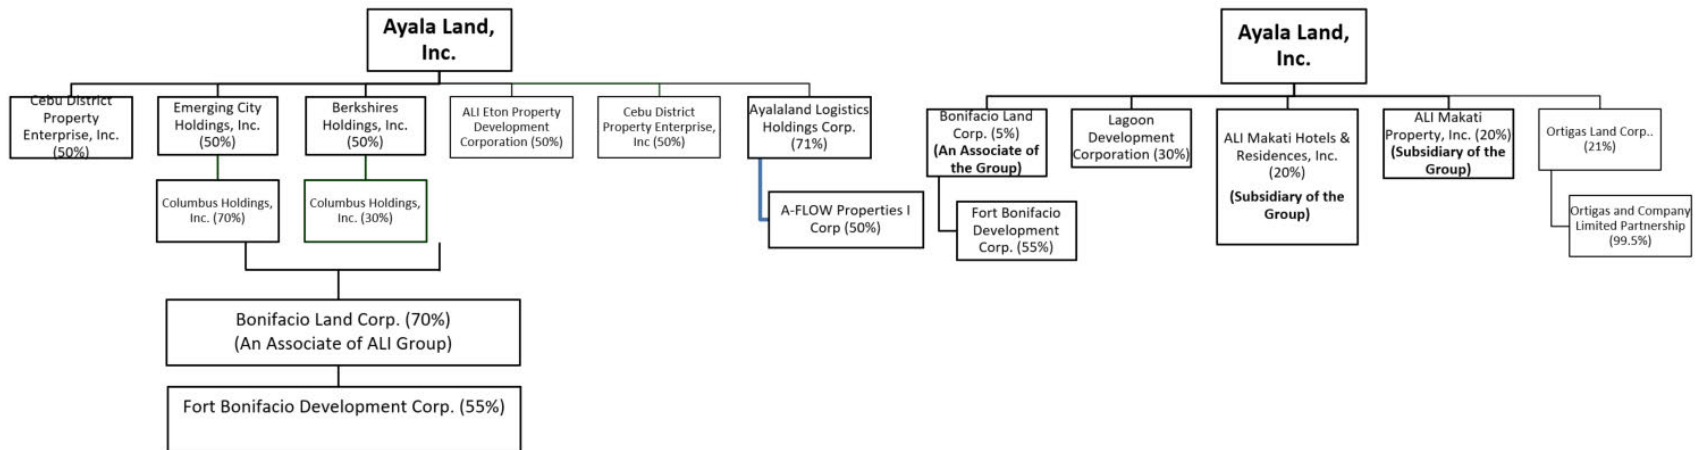 Ayala Land,
Inc.
Cebu District
Property
Enterprise, Inc.
(50%)
Emerging City
Holdings, Inc.
(50%)
Berkshires
Holdings, Inc.
(50%)
ALI Eton Property
Development
Corporation (50%)
Cebu District
Property Enterprise,
Inc (50%)
Ayalaland Logistics
Holdings Corp.
(71%)
Columbus Holdings,
Inc. (70%)
Columbus Holdings,
Inc. (30%)
A-FLOW Properties I
Corp (50%)
Bonifacio Land Corp. (70%)
(An Associate of ALI Group)
Fort Bonifacio Development Corp. (55%)
Ayala Land,
Inc.
Bonifacio Land
Corp. (5%)
(An Associate of
the Group)
Lagoon
Development
Corporation (30%)
ALI Makati Hotels &
Residences, Inc.
(20%)
(Subsidiary of the
Group)
ALI Makati
Property, Inc. (20%)
(Subsidiary of the
Group)
Ortigas Land Corp..
(21%)
Fort Bonifacio
Development
Corp. (55%)
Ortigas and Company
Limited Partnership
(99.5%)